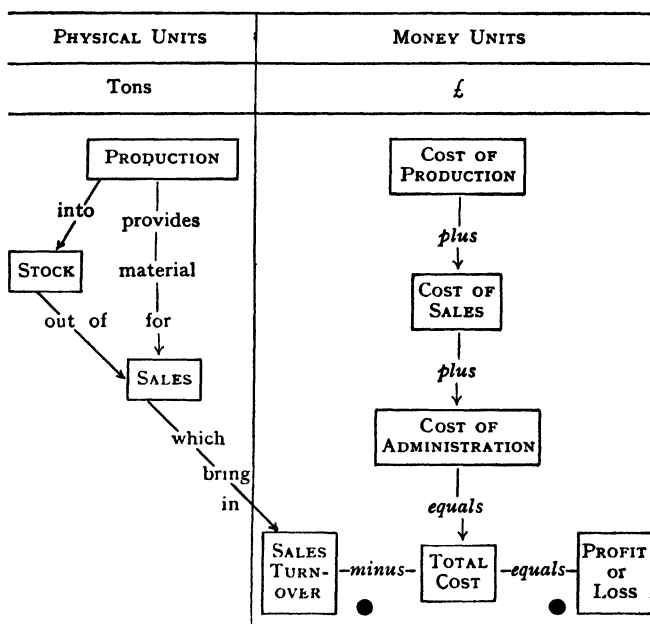 PHYSICAL UNITS
MONEY UNITS
Tons
£
PRODUCTION
into
provides
STOCK
material
out of for
SALES
which
bring
in
COST OF
PRODUCTION
plus
COST OF
SALES
plus
COST OF
ADMINISTRATION
equals
SALES
TURN-
OVER
minus
TOTAL
COST
equals
PROFIT
or
LOSS